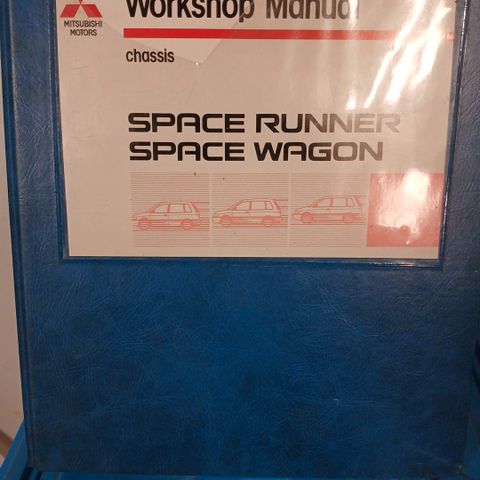 Workshop Manual
MITSUBISHI
MOTORS
chassis
SPACE RUNNER
SPACE WAGON